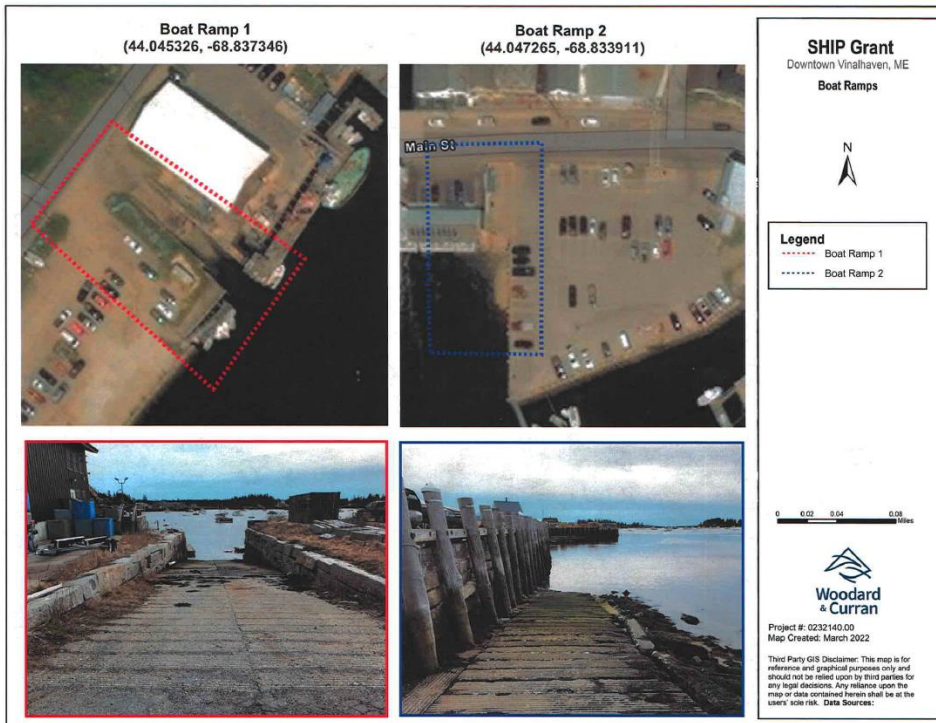 Boat Ramp 1
(44.045326, -68.837346)
Boat Ramp 2
(44.047265, -68.833911)
Main St
SHIP Grant
Downtown Vinalhaven, ME
Boat Ramps
N
Legend
Boat Ramp 1
Boat Ramp 2
0 0.02 0.04 0.08
Miles
Woodard
& Curran
Project #: 0232140.00
Map Created: March 2022
Third Party GIS Disclaimer: This map is for
reference and graphical purposes only and
should not be relied upon by third parties for
any legal decisions. Any reliance upon the
map or data contained herein shall be at the
users' sole risk. Data Sources: